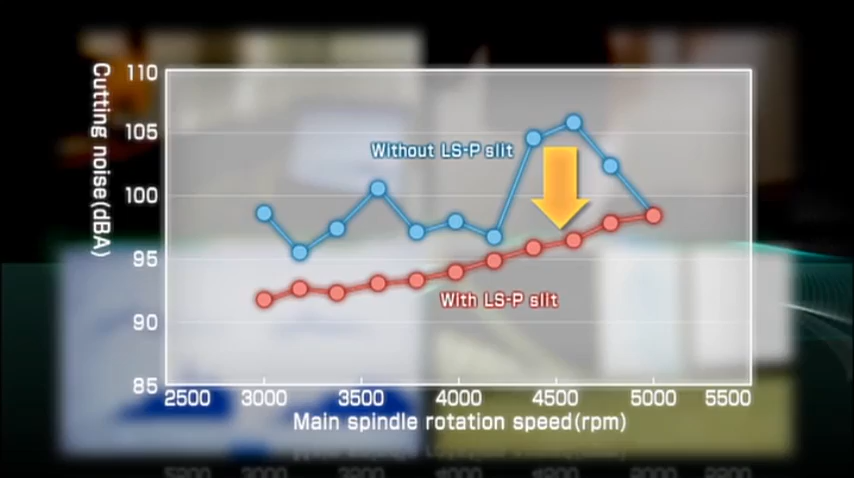 Cutting noise(dBA)
110
105
100
95
90
85
Without LS-P slit
With LS-P slit
2500 3000 3500 4000 4500 5000 5500
Main spindle rotation speed(rpm)